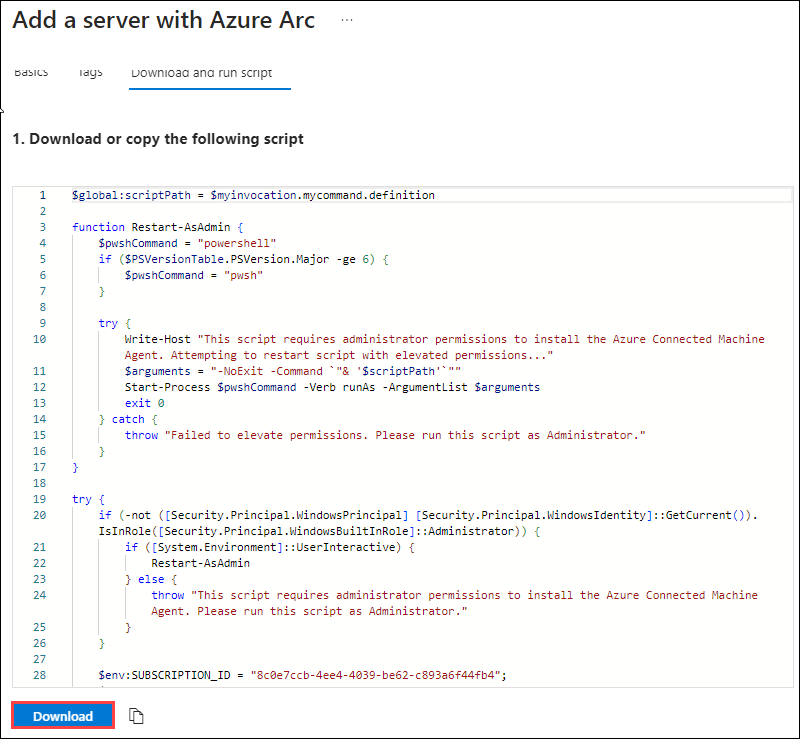 Add a server with Azure Arc ...
Basics Tags Download and run script
1. Download or copy the following script
1 $global:scriptPath = $myinvocation.mycommand.definition
2
3 function Restart-AsAdmin {
4 $pwshCommand = "powershell"
5 if ($PSVersionTable.PSVersion.Major -ge 6) {
6 $pwshCommand = "pwsh"
7 }
8
9 try {
10 Write-Host "This script requires administrator permissions to install the Azure Connected Machine
Agent. Attempting to restart script with elevated permissions..."
11 $arguments = "-NoExit -Command `"& '$scriptPath'`""
12 Start-Process $pwshCommand -Verb runAs -ArgumentList $arguments
13 exit 0
14 } catch {
15 throw "Failed to elevate permissions. Please run this script as Administrator."
16 }
17 }
18
19 try {
20 if (-not ([Security.Principal.WindowsPrincipal] [Security.Principal.WindowsIdentity]::GetCurrent()).
IsInRole([Security.Principal.WindowsBuiltInRole]::Administrator)) {
21 if ([System.Environment]::UserInteractive) {
22 Restart-AsAdmin
23 } else {
24 throw "This script requires administrator permissions to install the Azure Connected Machine
Agent. Please run this script as Administrator."
25 }
26 }
27
28 $env:SUBSCRIPTION_ID = "8c0e7ccb-4ee4-4039-be62-c893a6f44fb4";
Download